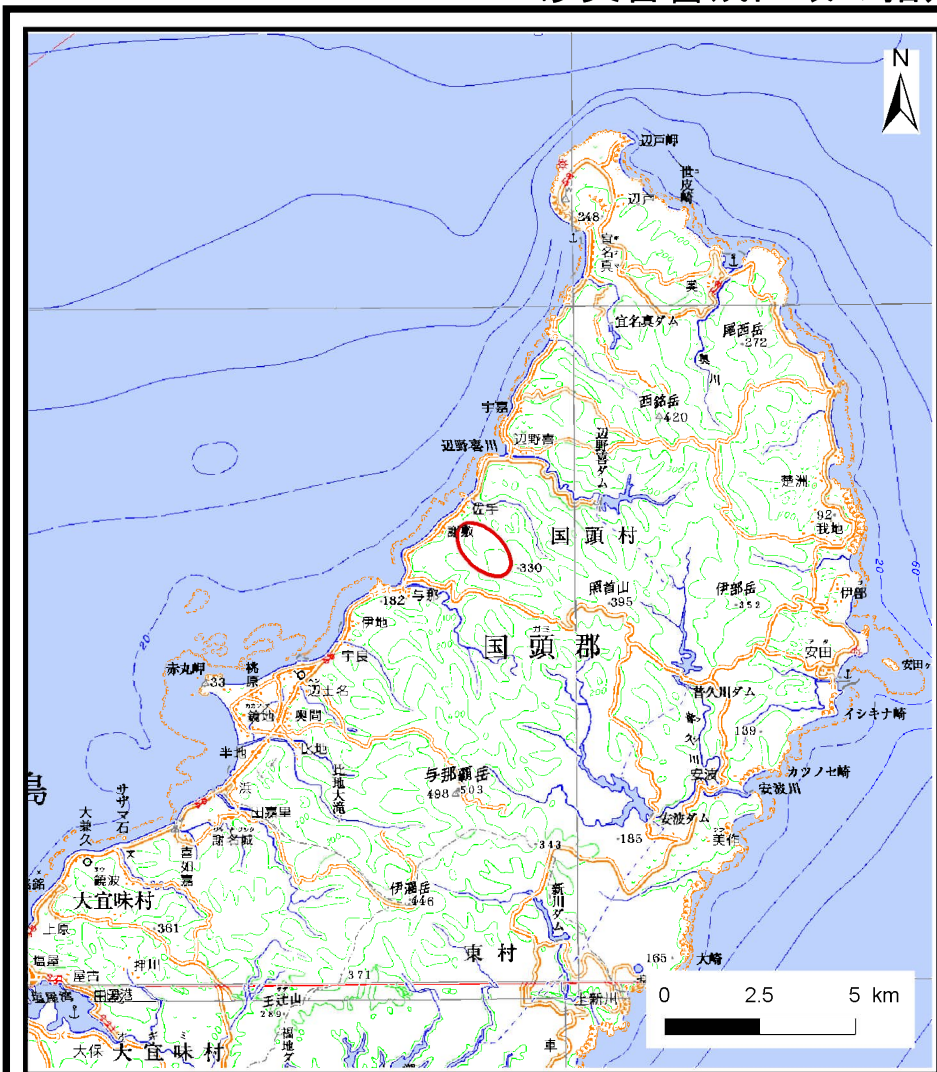 N
辺戸岬
世皮崎
辺戸
248
宜名真
奥
宜名真ダム
尾西岳
272
奥川
西銘岳
420
宇嘉
辺野喜川
辺野喜
辺野喜ダム
楚洲
佐手
謝敷
92
我地
国頭村
330
20
60
182
与那
照首山
395
伊部岳
352
伊部
伊地
国頭郡
安田
20
宇良
赤丸岬
33
桃原
辺土名
鏡地
奥間
普久川ダム
イシキナ崎
139
半地
比地
比地大滝
与那覇岳
498
503
安波
カツノセ崎
安波川
島
浜
田嘉里
安波ダム
185
美作
サザマ石
大兼久
謝名城
喜如嘉
343
饒波
伊湯岳
446
新川ダム
大宜味村
361
上原
東村
165
大崎
塩屋
屋古
押川
371
田港
玉辻山
289
上新川
0 2.5 5 km
大保
大宜味村
福地ダ
車